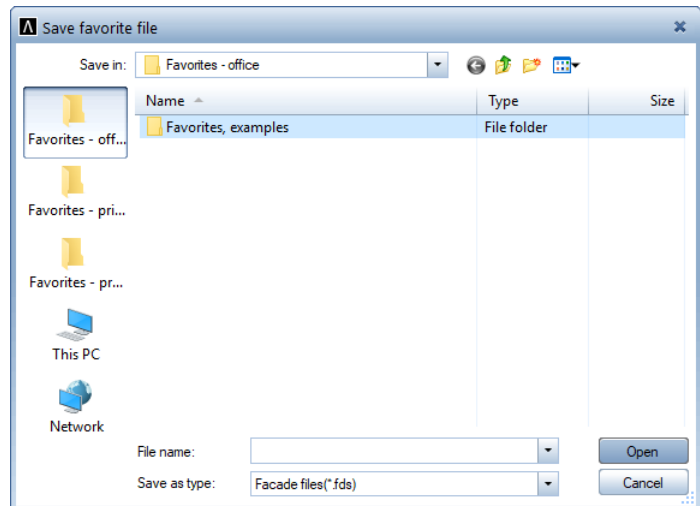 Save favorite file
Save in: Favorites - office
Name Type Size
Favorites, examples File folder
Favorites - off...
Favorites - pri...
Favorites - pr...
This PC
Network
File name: Open
Save as type: Facade files(*.fds) Cancel